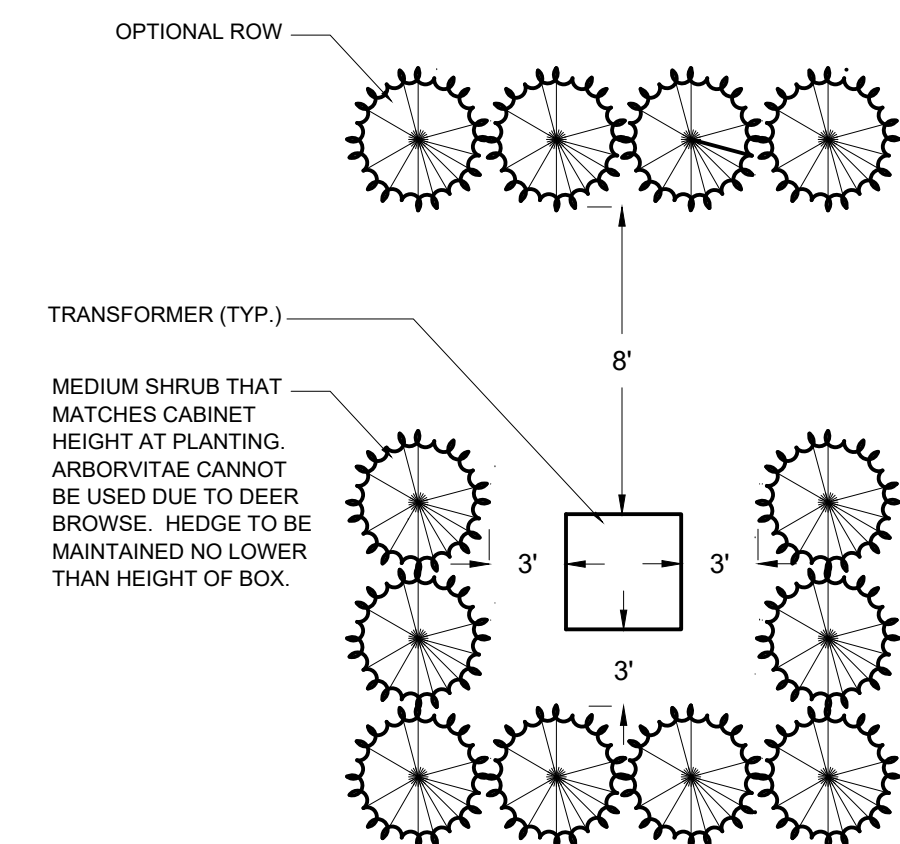 OPTIONAL ROW
TRANSFORMER (TYP.)
8'
MEDIUM SHRUB THAT
MATCHES CABINET
HEIGHT AT PLANTING.
ARBORVITAE CANNOT
BE USED DUE TO DEER
BROWSE. HEDGE TO BE
MAINTAINED NO LOWER
THAN HEIGHT OF BOX.
3'
3'
3'